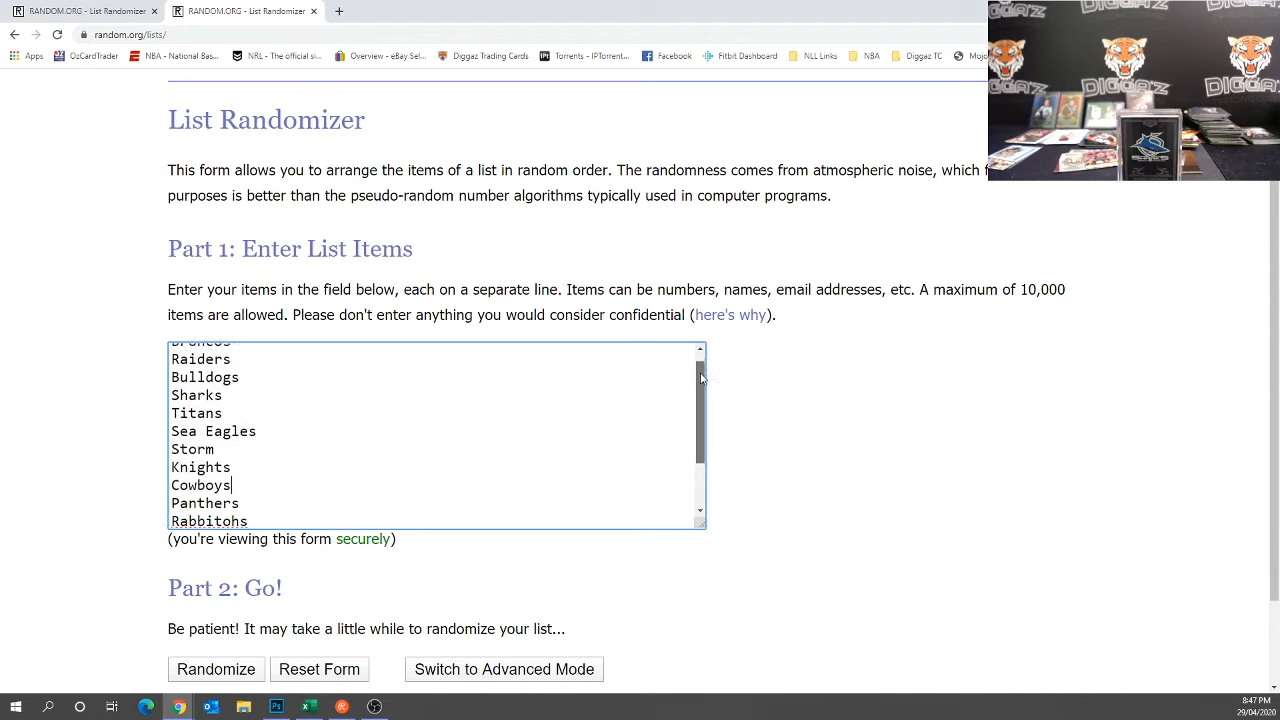 RANDOM.ORG - List Randomizer
RANDOM.ORG - List Randomizer
random.org/lists/
Apps
OzCardTrader
NBA - National Bas...
NRL - The official si...
Overview - eBay Sel...
Diggaz Trading Cards
Torrents - IPTorrent...
Facebook
Fitbit Dashboard
NLL Links
NBA
Diggaz TC
DIGGA'Z
DIGGA'Z
SHARKS
List Randomizer
This form allows you to arrange the items of a list in random order. The randomness comes from atmospheric noise, which
purposes is better than the pseudo-random number algorithms typically used in computer programs.
Part 1: Enter List Items
Enter your items in the field below, each on a separate line. Items can be numbers, names, email addresses, etc. A maximum of 10,000
items are allowed. Please don't enter anything you would consider confidential (here's why).
Broncos
Raiders
Bulldogs
Sharks
Titans
Sea Eagles
Storm
Knights
Cowboys
Panthers
Rabbitohs
(you're viewing this form securely)
Part 2: Go!
Be patient! It may take a little while to randomize your list...
Randomize
Reset Form
Switch to Advanced Mode
8:47 PM
29/04/2020